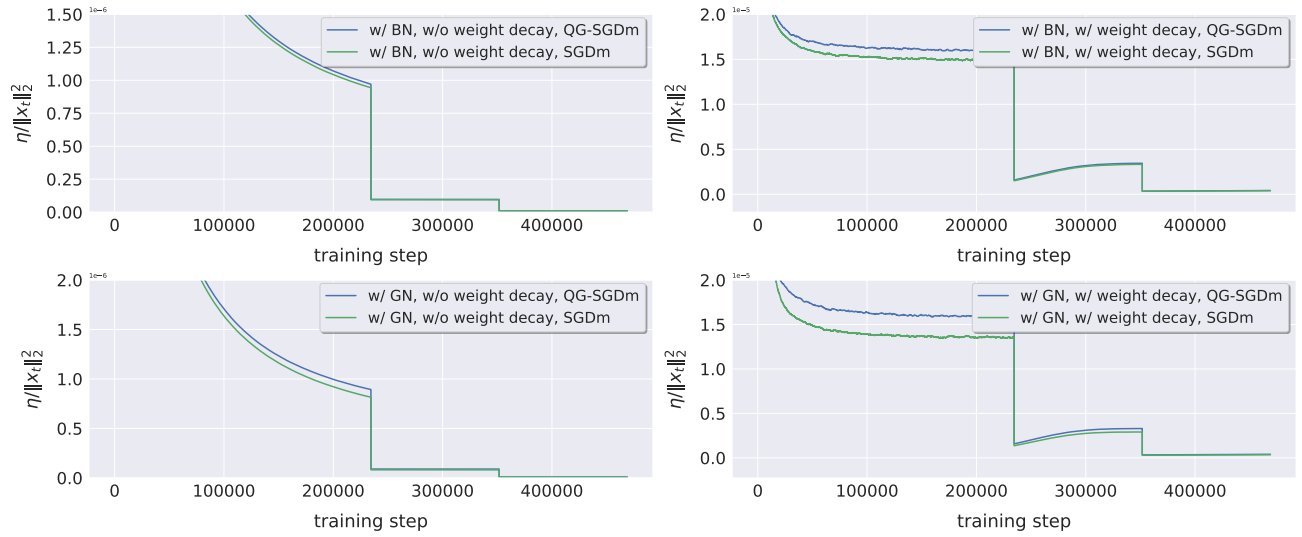 1e−6
1.50
1.25
1.00
0.75
0.50
0.25
0.00
η/‖x_t‖₂²
0 100000 200000 300000 400000
training step
w/ BN, w/o weight decay, QG-SGDm
w/ BN, w/o weight decay, SGDm
1e−5
2.0
1.5
1.0
0.5
0.0
η/‖x_t‖₂²
0 100000 200000 300000 400000
training step
w/ BN, w/ weight decay, QG-SGDm
w/ BN, w/ weight decay, SGDm
1e−6
2.0
1.5
1.0
0.5
0.0
η/‖x_t‖₂²
0 100000 200000 300000 400000
training step
w/ GN, w/o weight decay, QG-SGDm
w/ GN, w/o weight decay, SGDm
1e−5
2.0
1.5
1.0
0.5
0.0
η/‖x_t‖₂²
0 100000 200000 300000 400000
training step
w/ GN, w/ weight decay, QG-SGDm
w/ GN, w/ weight decay, SGDm